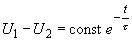 U₁ − U₂ = const e^(−t/τ)